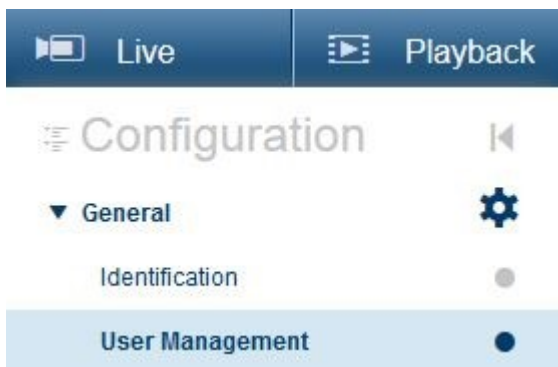 Live Playback
Configuration
General
Identification
User Management